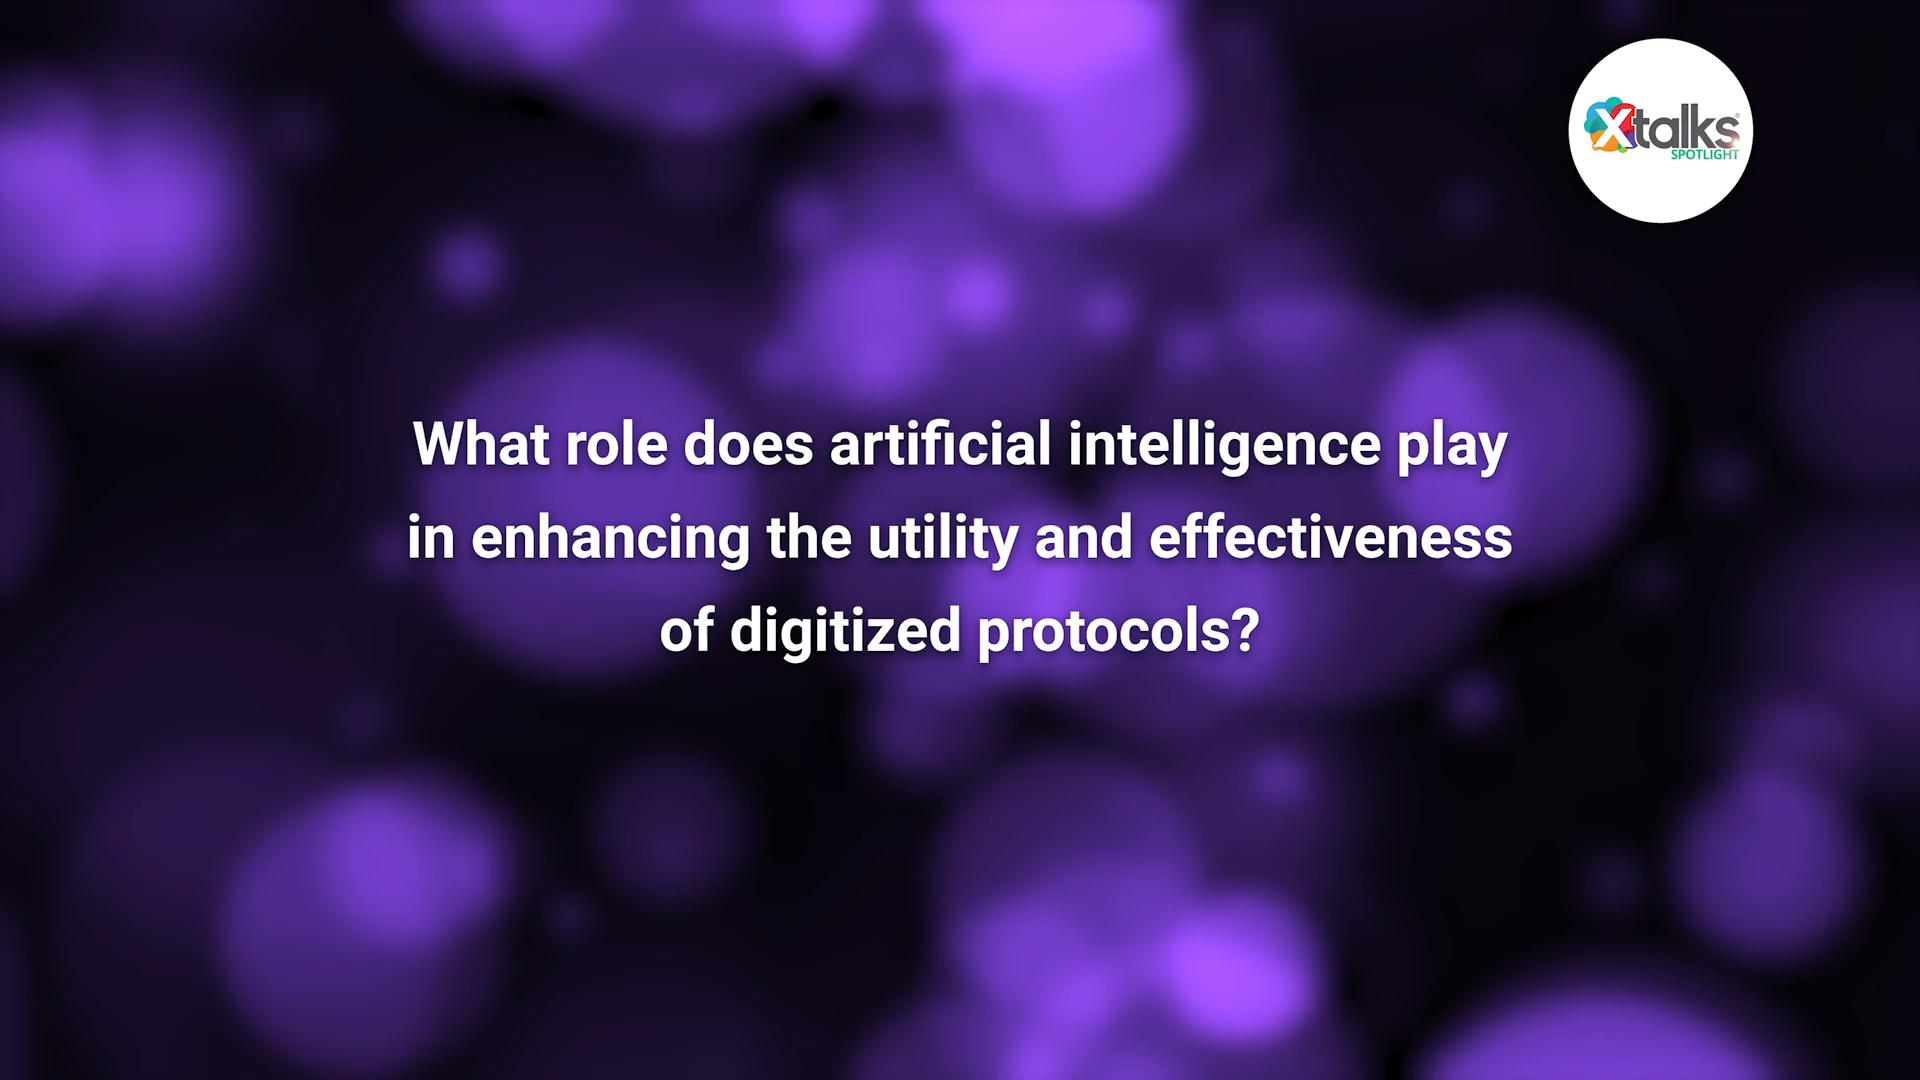 Xtalks
SPOTLIGHT
What role does artificial intelligence play
in enhancing the utility and effectiveness
of digitized protocols?